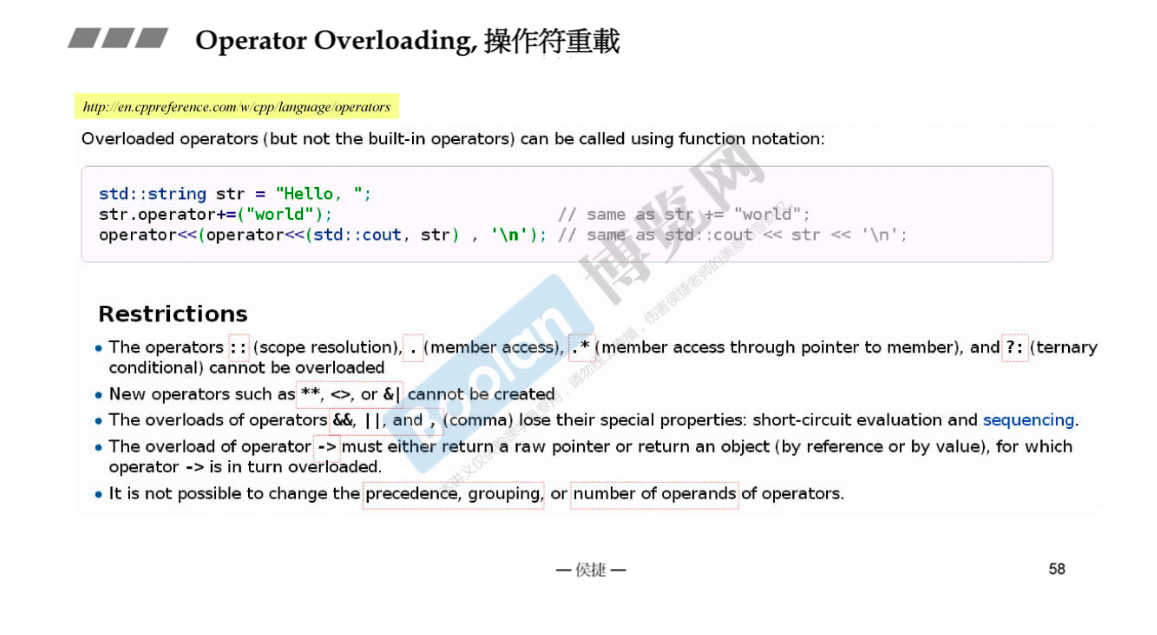 Operator Overloading, 操作符重載
http://en.cppreference.com/w/cpp/language/operators
Overloaded operators (but not the built-in operators) can be called using function notation:
std::string str = "Hello, ";
str.operator+=("world"); // same as str += "world";
operator<<(operator<<(std::cout, str) , '\n'); // same as std::cout << str << '\n';
Restrictions
• The operators :: (scope resolution), . (member access), .* (member access through pointer to member), and ?: (ternary
conditional) cannot be overloaded
• New operators such as **, <>, or &| cannot be created
• The overloads of operators &&, ||, and , (comma) lose their special properties: short-circuit evaluation and sequencing.
• The overload of operator -> must either return a raw pointer or return an object (by reference or by value), for which
operator -> is in turn overloaded.
• It is not possible to change the precedence, grouping, or number of operands of operators.
Boolan 博览网
— 侯捷 —
58